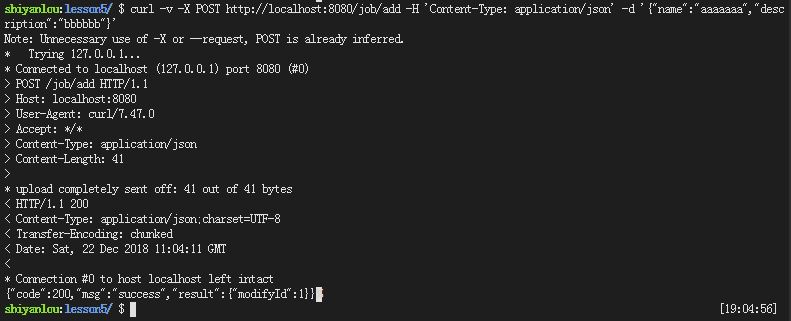 shiyanlou:lesson5/ $ curl -v -X POST http://localhost:8080/job/add -H 'Content-Type: application/json' -d '{"name":"aaaaaaa","desc
ription":"bbbbbb"}'
Note: Unnecessary use of -X or --request, POST is already inferred.
*   Trying 127.0.0.1...
* Connected to localhost (127.0.0.1) port 8080 (#0)
> POST /job/add HTTP/1.1
> Host: localhost:8080
> User-Agent: curl/7.47.0
> Accept: */*
> Content-Type: application/json
> Content-Length: 41
>
* upload completely sent off: 41 out of 41 bytes
< HTTP/1.1 200
< Content-Type: application/json;charset=UTF-8
< Transfer-Encoding: chunked
< Date: Sat, 22 Dec 2018 11:04:11 GMT
<
* Connection #0 to host localhost left intact
{"code":200,"msg":"success","result":{"modifyId":1}}%
shiyanlou:lesson5/ $ [19:04:56]